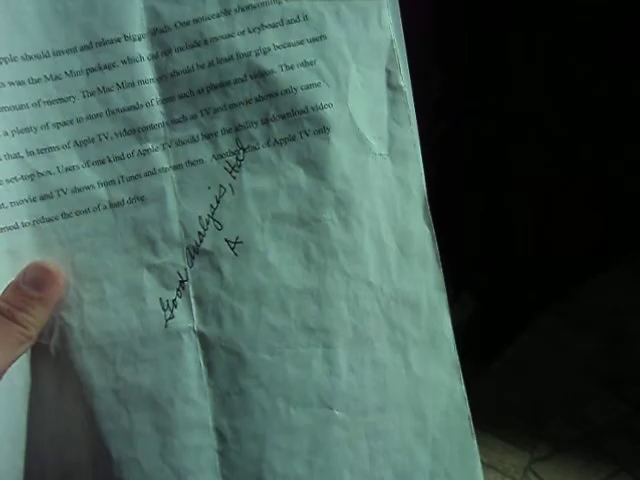 pple should invent and release bigger iPads. One noticeable shortcoming
s was the Mac Mini package, which did not include a mouse or keyboard and it
mount of memory. The Mac Mini memory should be at least four gigs because users
a plenty of space to store thousands of items such as photos and videos. The other
that, in terms of Apple TV, video contents such as TV and movie shows only came
set-top box. Users of one kind of Apple TV should have the ability to download video
t, movie and TV shows from iTunes and stream them. Another kind of Apple TV only
med to reduce the cost of a hard drive.
Good analysis,
A